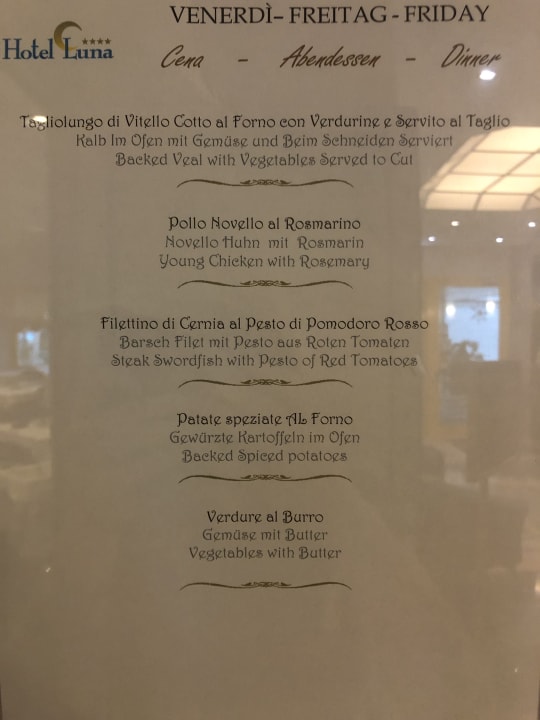 VENERDÌ– FREITAG - FRIDAY
Hotel Luna
Cena - Abendessen - Dinner
Tagliolungo di Vitello Cotto al Forno con Verdurine e Servito al Taglio
Kalb Im Ofen mit Gemüse und Beim Schneiden Serviert
Backed Veal with Vegetables Served to Cut
Pollo Novello al Rosmarino
Novello Huhn mit Rosmarin
Young Chicken with Rosemary
Filettino di Cernia al Pesto di Pomodoro Rosso
Barsch Filet mit Pesto aus Roten Tomaten
Steak Swordfish with Pesto of Red Tomatoes
Patate speziate AL Forno
Gewürzte Kartoffeln im Ofen
Backed Spiced potatoes
Verdure al Burro
Gemüse mit Butter
Vegetables with Butter